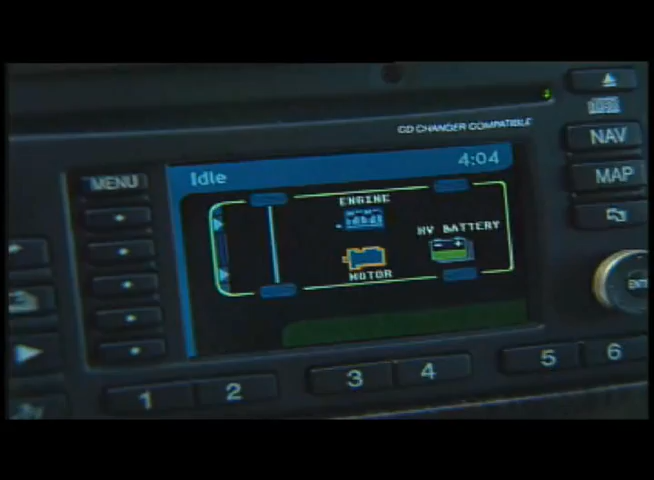 CD CHANGER COMPATIBLE
NAV
MENU
Idle
4:04
MAP
ENGINE
HV BATTERY
MOTOR
ENT
1
2
3
4
5
6